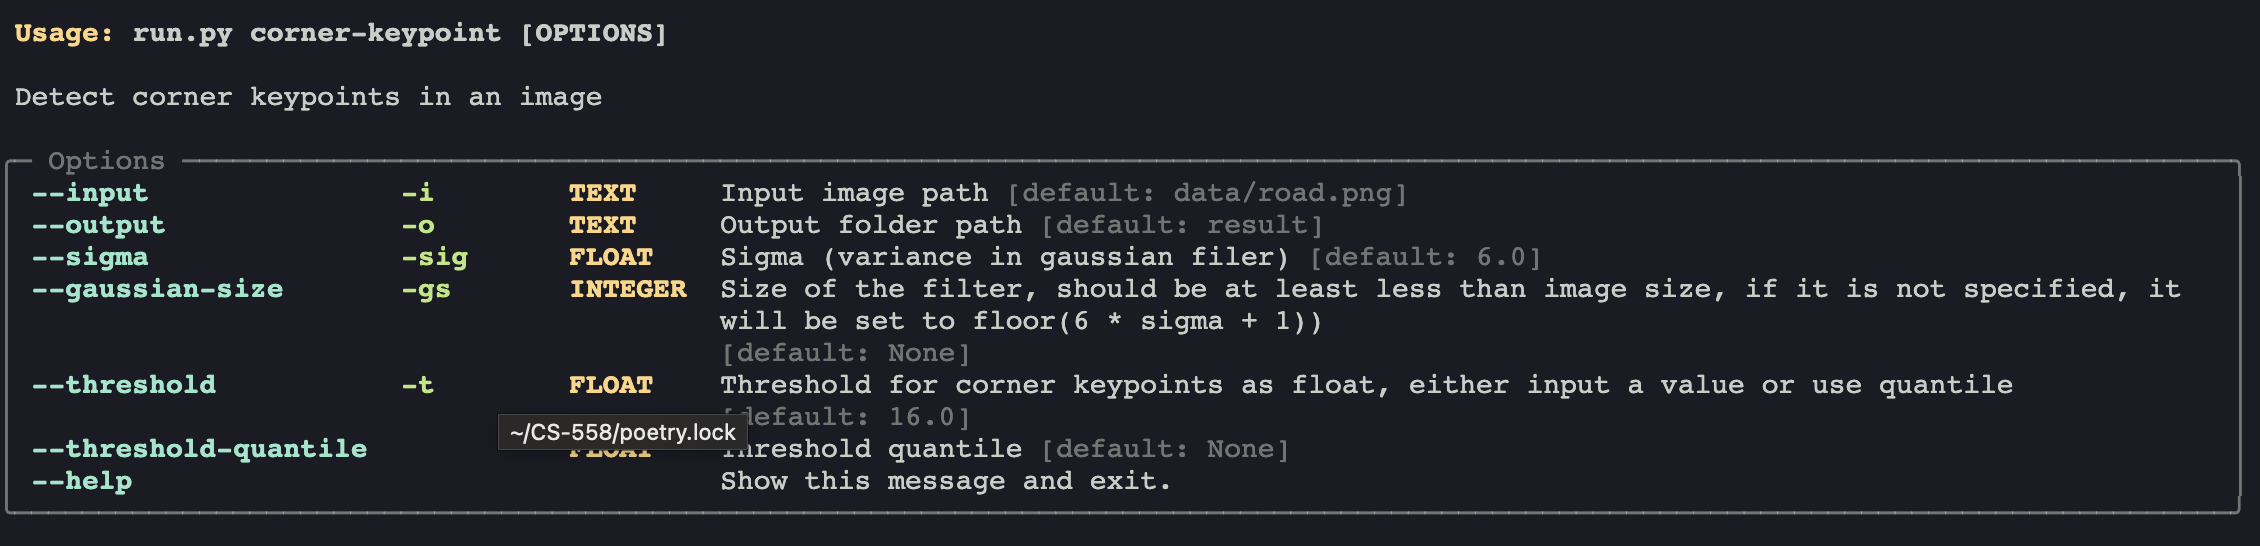 Usage: run.py corner-keypoint [OPTIONS]
Detect corner keypoints in an image
Options
--input -i TEXT Input image path [default: data/road.png]
--output -o TEXT Output folder path [default: result]
--sigma -sig FLOAT Sigma (variance in gaussian filer) [default: 6.0]
--gaussian-size -gs INTEGER Size of the filter, should be at least less than image size, if it is not specified, it
will be set to floor(6 * sigma + 1))
[default: None]
--threshold -t FLOAT Threshold for corner keypoints as float, either input a value or use quantile
[default: 16.0]
~/CS-558/poetry.lock
--threshold-quantile FLOAT Threshold quantile [default: None]
--help Show this message and exit.